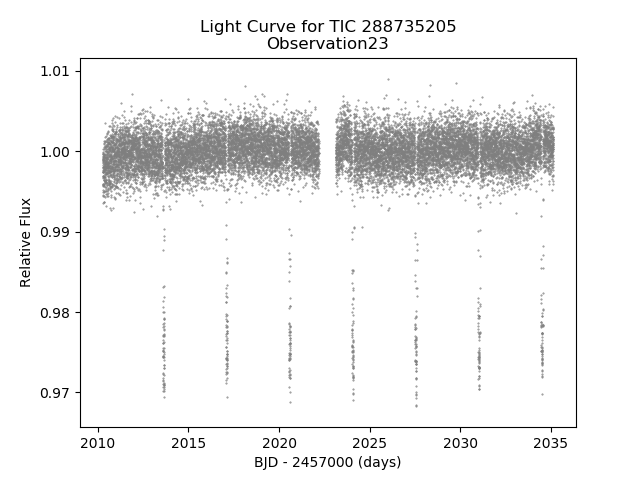 Light Curve for TIC 288735205
Observation23
1.01
1.00
0.99
0.98
0.97
Relative Flux
2010
2015
2020
2025
2030
2035
BJD - 2457000 (days)